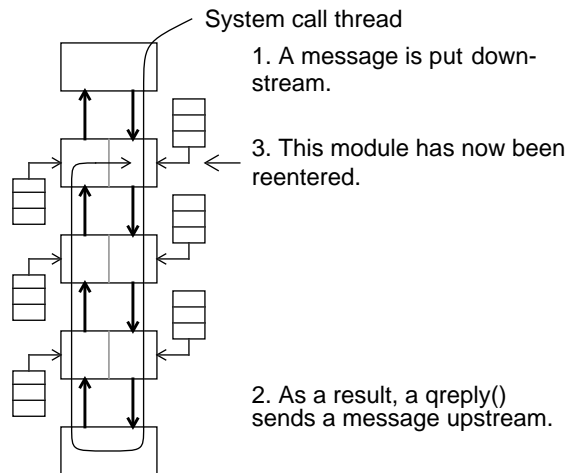 System call thread
1. A message is put down-
stream.
3. This module has now been
reentered.
2. As a result, a qreply()
sends a message upstream.